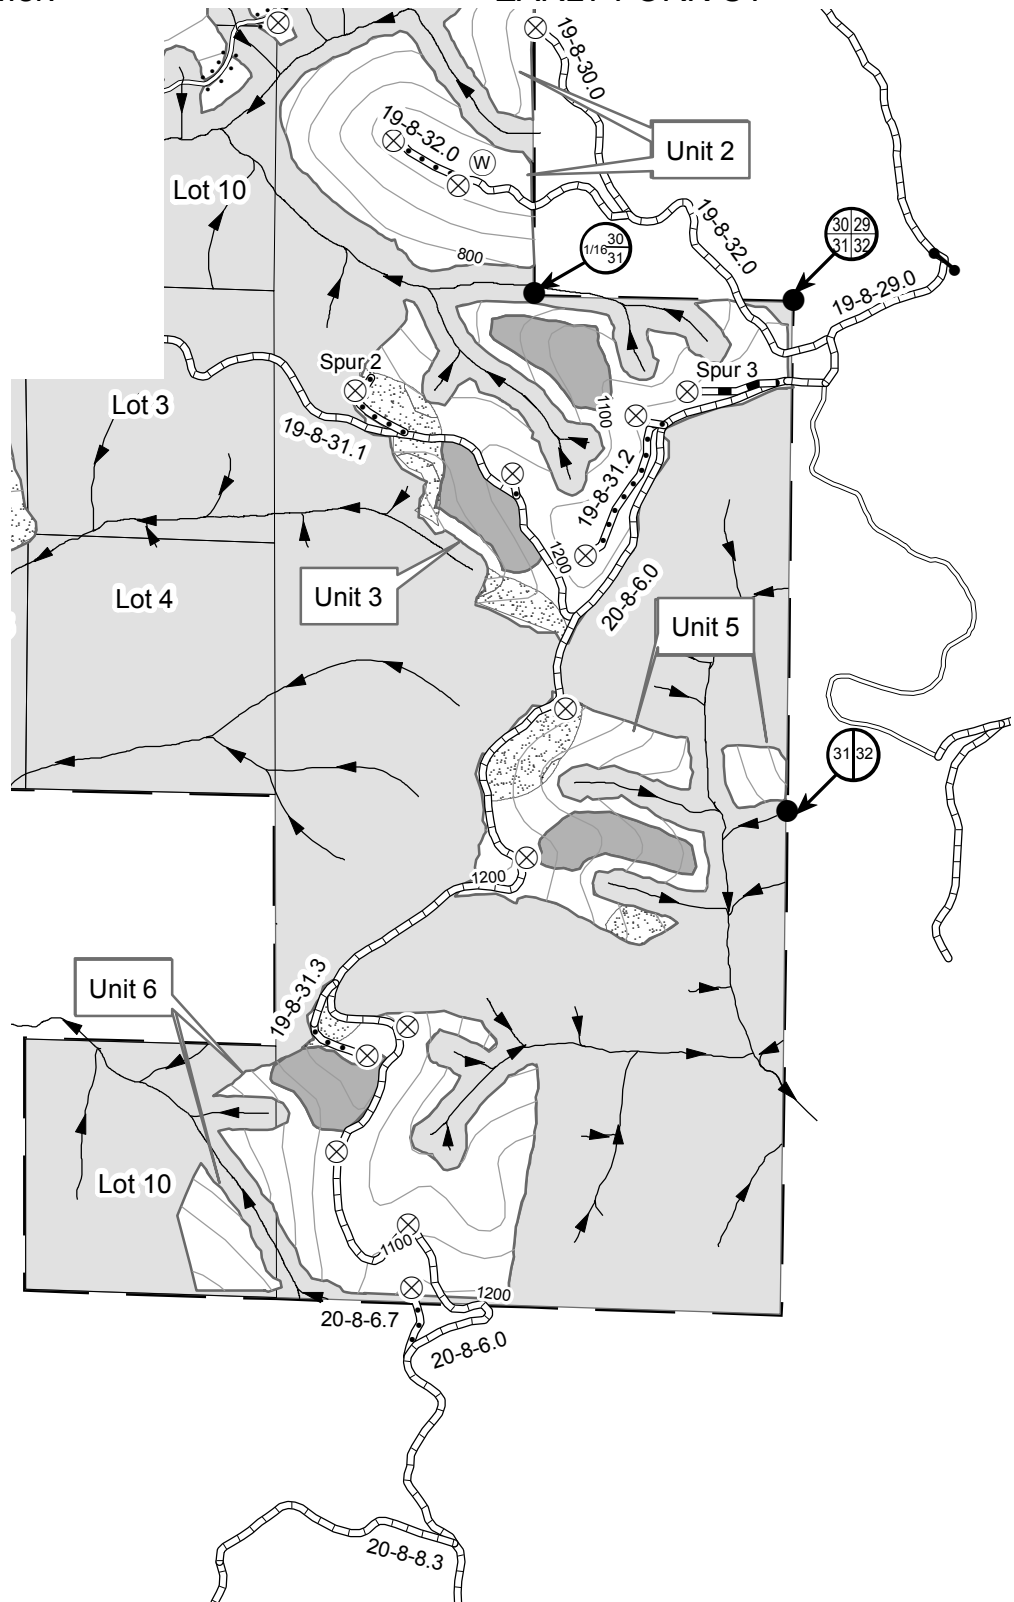 19-8-30.0
Unit 2
19-8-32.0
W
Lot 10
19-8-32.0
30 29
31 32
1/16 30
31
800
19-8-29.0
Spur 2
Spur 3
Lot 3
1100
19-8-31.1
19-8-31.2
1200
Unit 3
Lot 4
20-8-6.0
Unit 5
31 32
1200
19-8-31.3
Unit 6
Lot 10
1100
1200
20-8-6.7
20-8-6.0
20-8-8.3